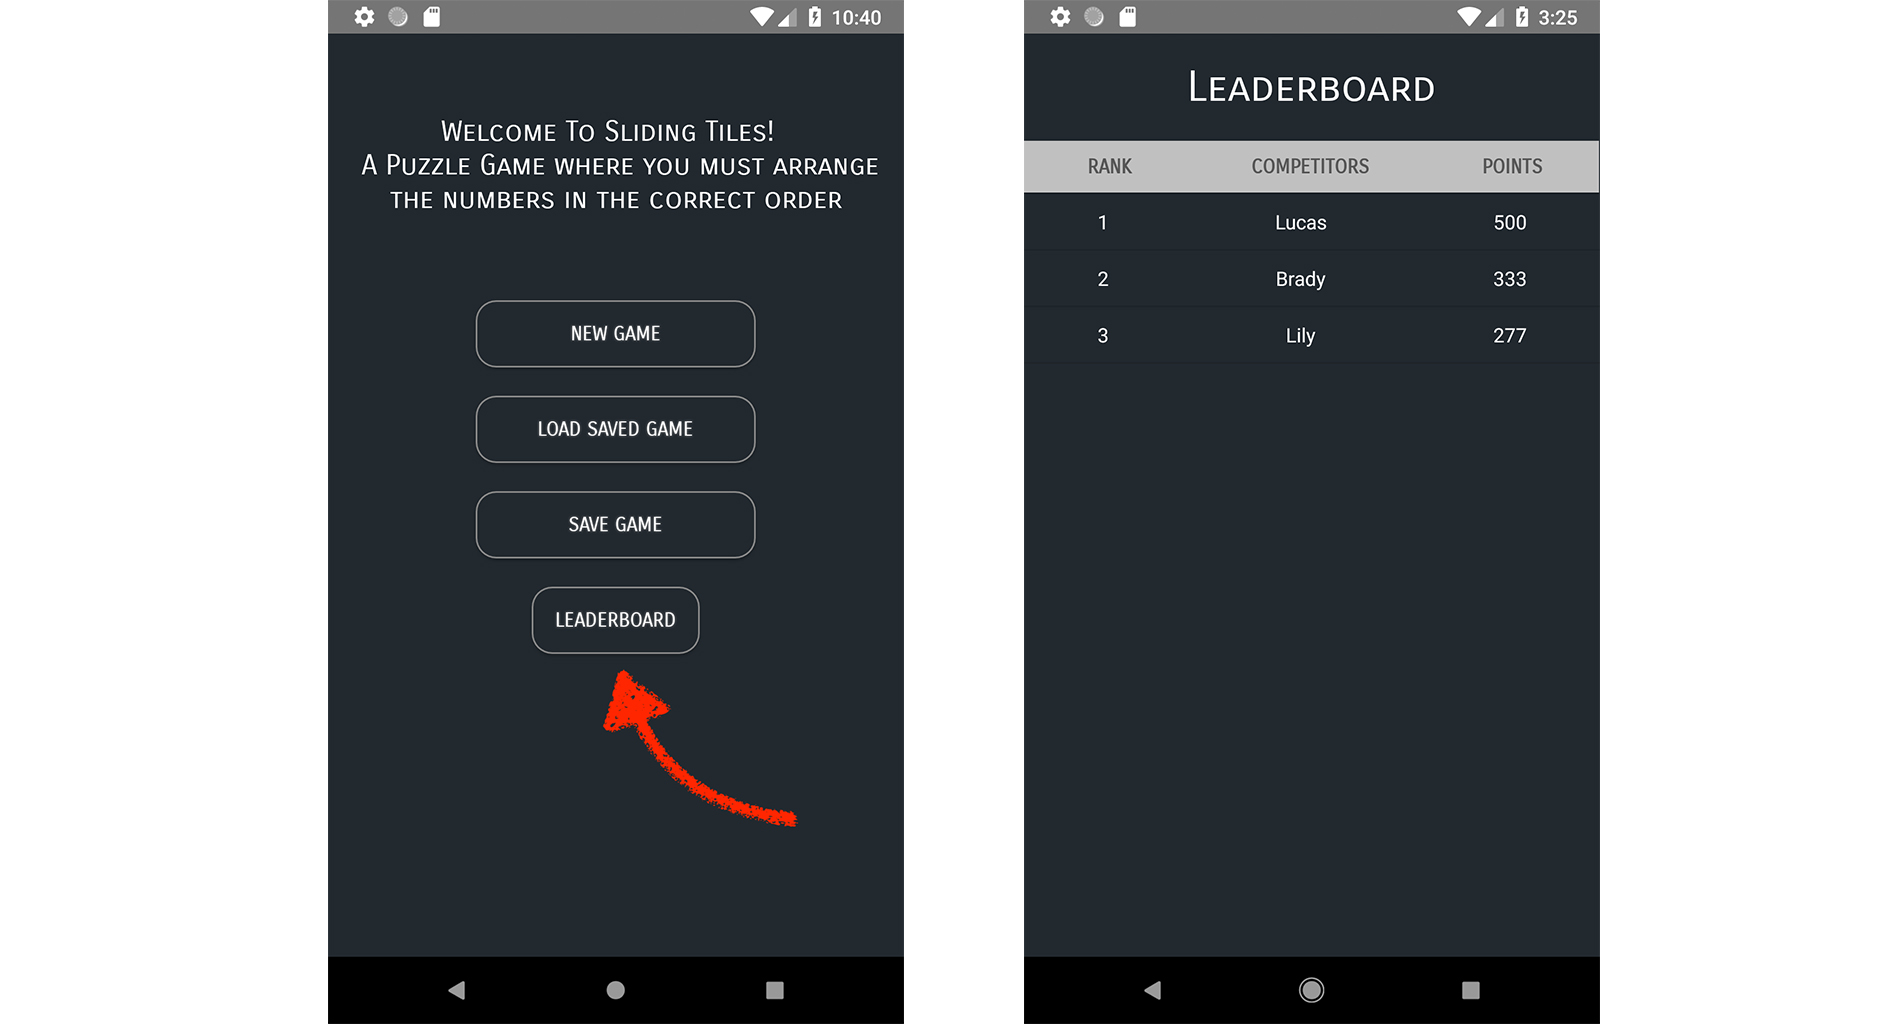 10:40
Welcome To Sliding Tiles!
A Puzzle Game where you must arrange
the numbers in the correct order
NEW GAME
LOAD SAVED GAME
SAVE GAME
LEADERBOARD
3:25
Leaderboard
RANK COMPETITORS POINTS
1 Lucas 500
2 Brady 333
3 Lily 277